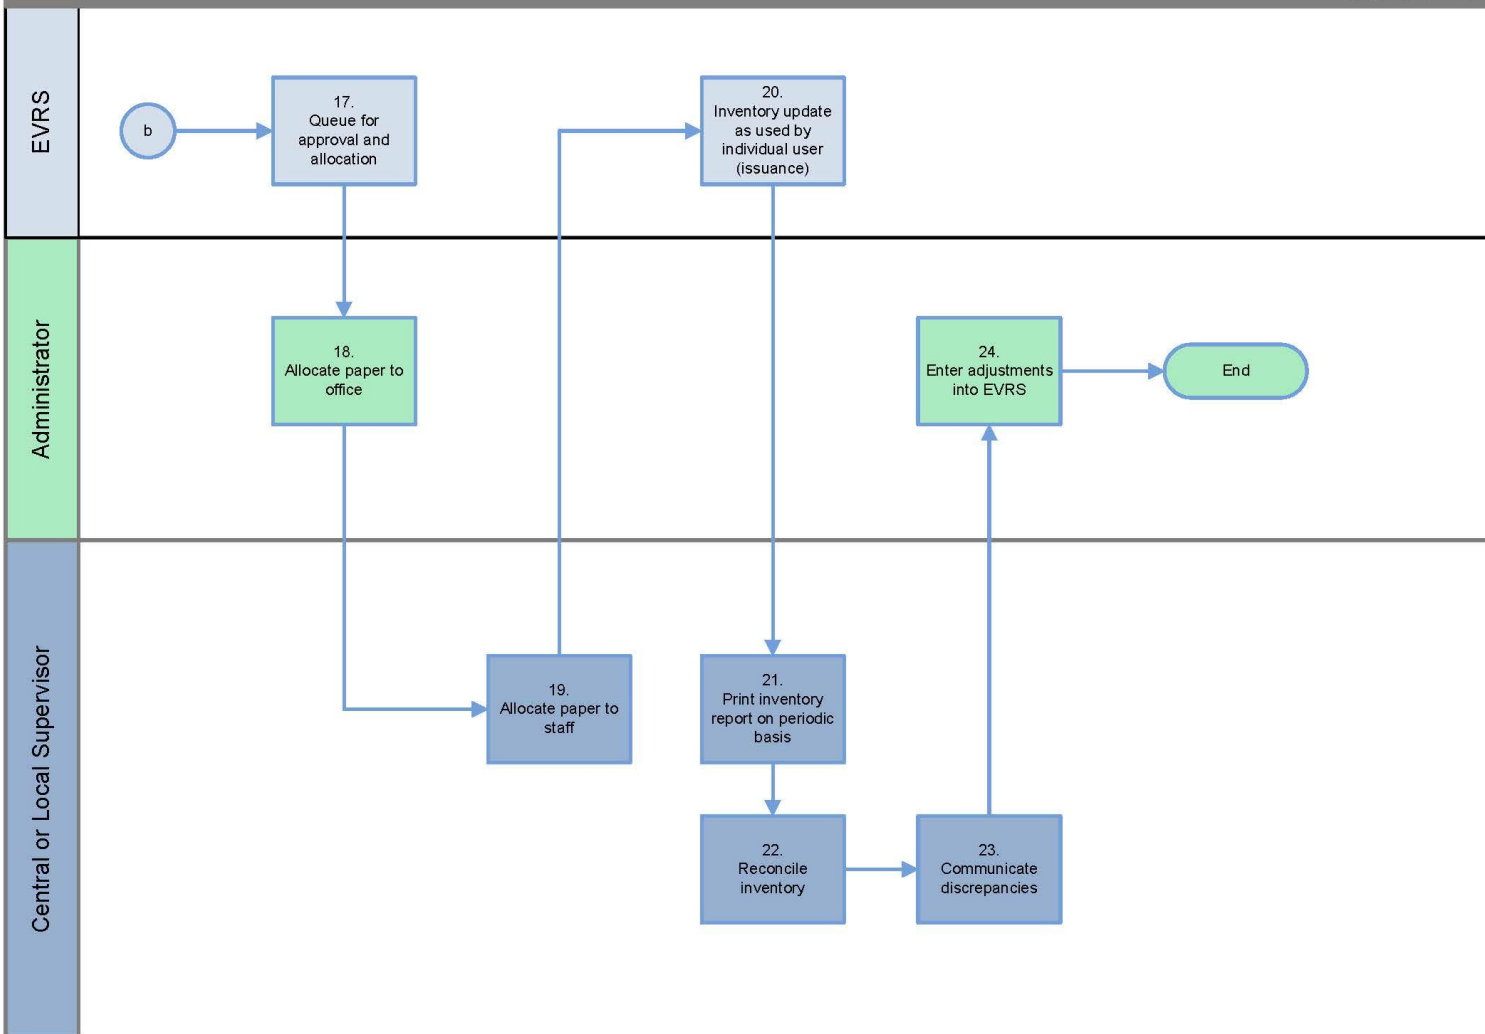 EVRS
b
17.
Queue for
approval and
allocation
20.
Inventory update
as used by
individual user
(issuance)
Administrator
18.
Allocate paper to
office
24.
Enter adjustments
into EVRS
End
Central or Local Supervisor
19.
Allocate paper to
staff
21.
Print inventory
report on periodic
basis
22.
Reconcile
inventory
23.
Communicate
discrepancies